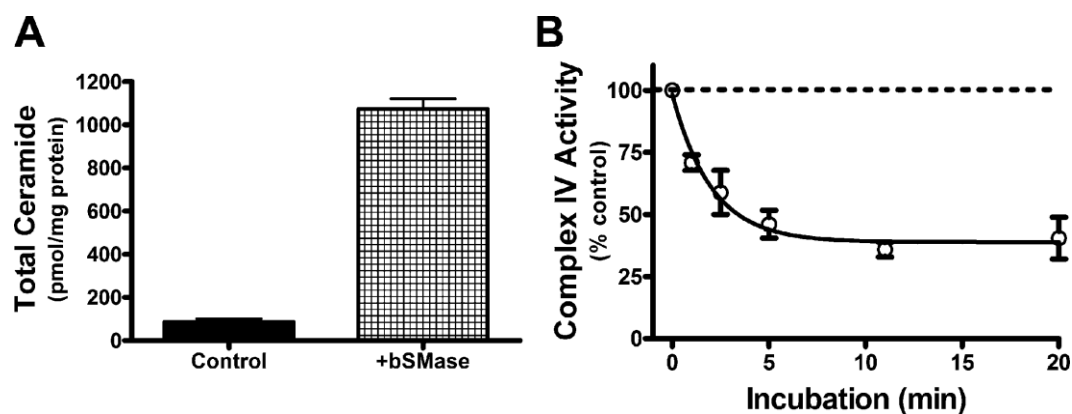 A
Total Ceramide
(pmol/mg protein)
1200
1000
800
600
400
200
0
Control
+bSMase
B
Complex IV Activity
(% control)
100
75
50
25
0
0
5
10
15
20
Incubation (min)